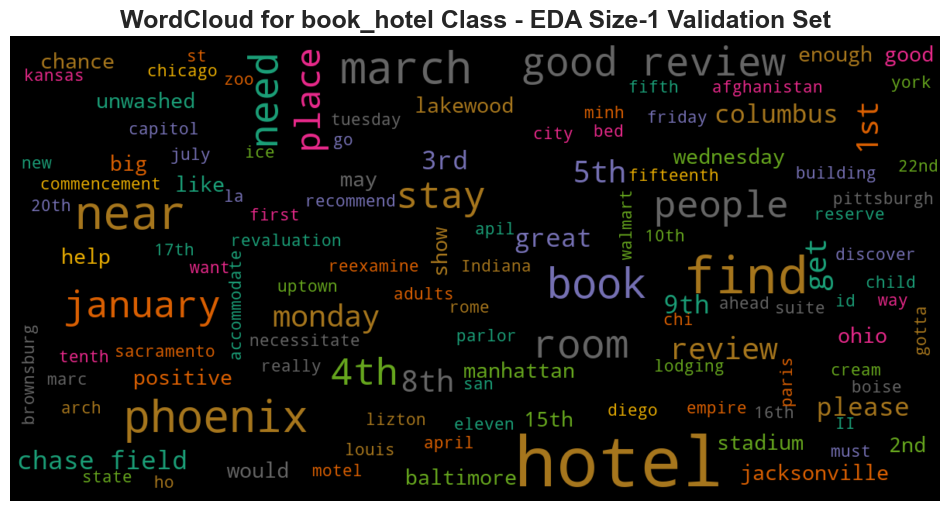 WordCloud for book_hotel Class - EDA Size-1 Validation Set
chance
st
kansas
chicago
zoo
need
place
march
good review
enough
good
york
fifth
afghanistan
unwashed
lakewood
tuesday
minh
columbus
1st
capitol
go
city
bed
friday
new
july
ice
3rd
wednesday
22nd
big
5th
fifteenth
building
commencement
like
may
20th
la
recommend
stay
people
pittsburgh
near
first
reserve
apil
walmart
10th
help
17th
revaluation
show
great
get
discover
want
accommodate
reexamine
Indiana
book
find
child
uptown
adults
rome
9th
ahead
suite
id
way
january
monday
chi
gotta
necessitate
parlor
room
review
ohio
brownsburg
tenth
sacramento
really
4th
8th
manhattan
lodging
paris
cream
marc
positive
san
boise
arch
phoenix
lizton
eleven
15th
diego
empire
16th
please
II
louis
april
hotel
stadium
must
2nd
chase field
state
ho
would
motel
baltimore
jacksonville